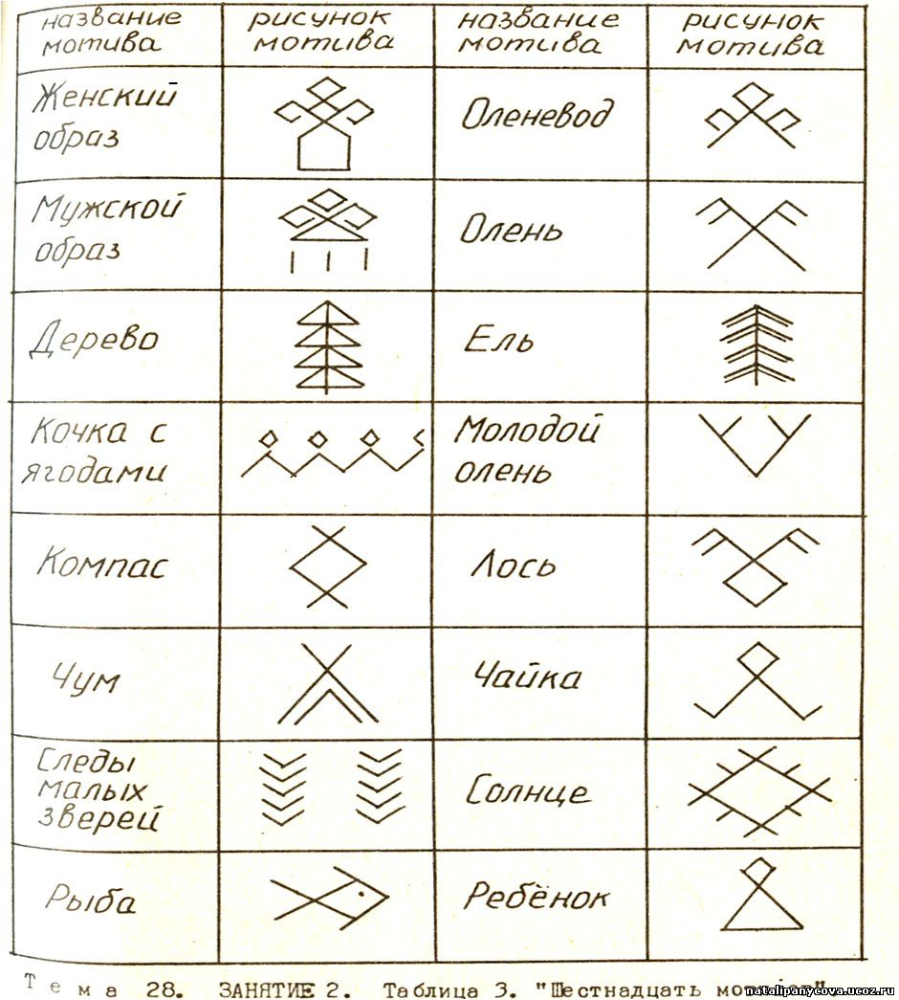 название мотива
рисунок мотива
название мотива
рисунок мотива
Женский образ
Оленевод
Мужской образ
Олень
Дерево
Ель
Кочка с ягодами
Молодой олень
Компас
Лось
Чум
Чайка
Следы малых зверей
Солнце
Рыба
Ребёнок
Тема 28. ЗАНЯТИЕ 2. Таблица 3. "Шестнадцать
natalipanycova.ucoz.ru